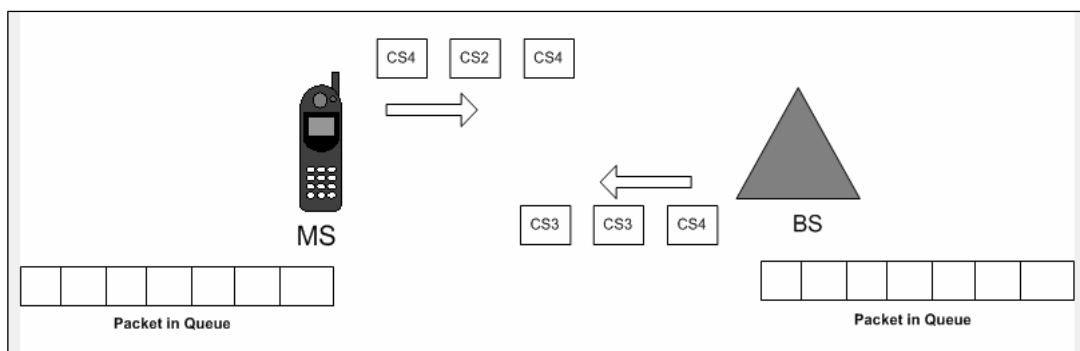 CS4 CS2 CS4
CS3 CS3 CS4
MS
BS
Packet in Queue
Packet in Queue